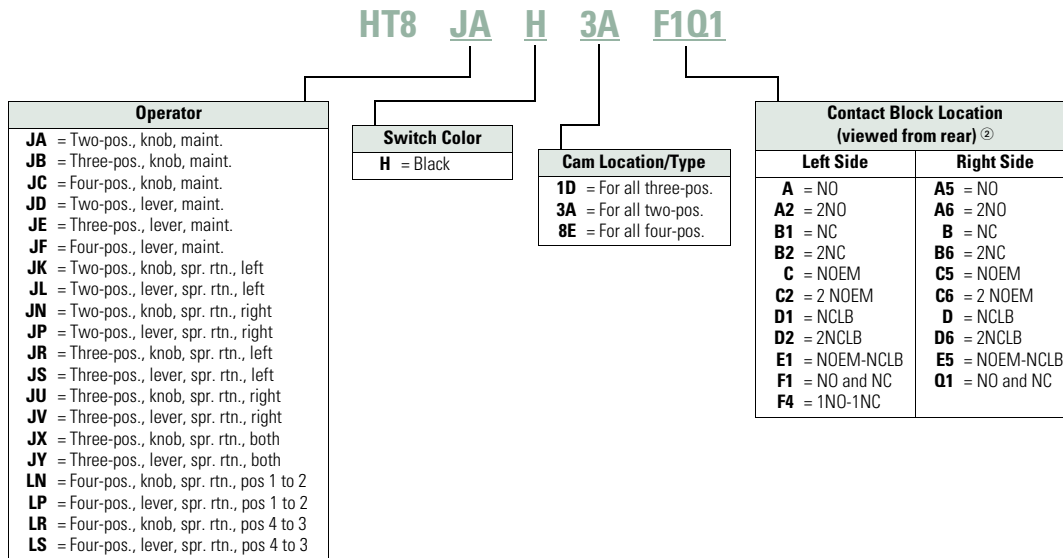 HT8 JA H 3A F1Q1
Operator
JA = Two-pos., knob, maint.
JB = Three-pos., knob, maint.
JC = Four-pos., knob, maint.
JD = Two-pos., lever, maint.
JE = Three-pos., lever, maint.
JF = Four-pos., lever, maint.
JK = Two-pos., knob, spr. rtn., left
JL = Two-pos., lever, spr. rtn., left
JN = Two-pos., knob, spr. rtn., right
JP = Two-pos., lever, spr. rtn., right
JR = Three-pos., knob, spr. rtn., left
JS = Three-pos., lever, spr. rtn., left
JU = Three-pos., knob, spr. rtn., right
JV = Three-pos., lever, spr. rtn., right
JX = Three-pos., knob, spr. rtn., both
JY = Three-pos., lever, spr. rtn., both
LN = Four-pos., knob, spr. rtn., pos 1 to 2
LP = Four-pos., lever, spr. rtn., pos 1 to 2
LR = Four-pos., knob, spr. rtn., pos 4 to 3
LS = Four-pos., lever, spr. rtn., pos 4 to 3
Switch Color
H = Black
Cam Location/Type
1D = For all three-pos.
3A = For all two-pos.
8E = For all four-pos.
Contact Block Location
(viewed from rear) ②
Left Side
A = NO
A2 = 2NO
B1 = NC
B2 = 2NC
C = NOEM
C2 = 2 NOEM
D1 = NCLB
D2 = 2NCLB
E1 = NOEM-NCLB
F1 = NO and NC
F4 = 1NO-1NC
Right Side
A5 = NO
A6 = 2NO
B = NC
B6 = 2NC
C5 = NOEM
C6 = 2 NOEM
D = NCLB
D6 = 2NCLB
E5 = NOEM-NCLB
Q1 = NO and NC